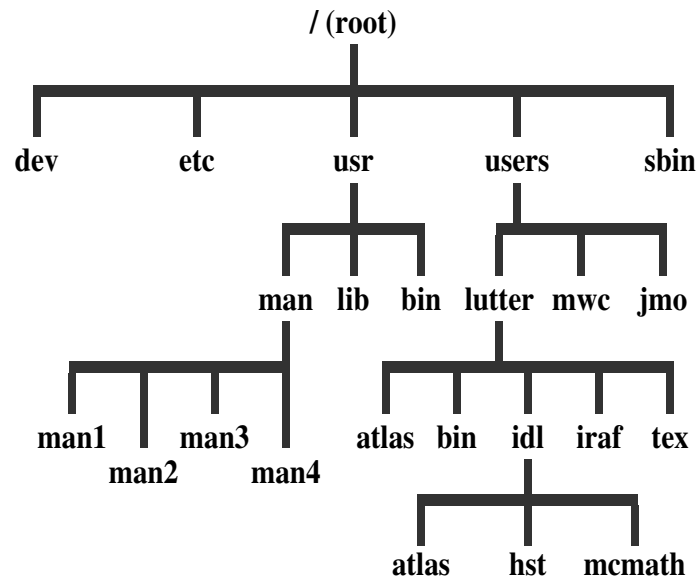 / (root)
dev etc usr users sbin
man lib bin lutter mwc jmo
man1 man3 atlas bin idl iraf tex
man2 man4
atlas hst mcmath